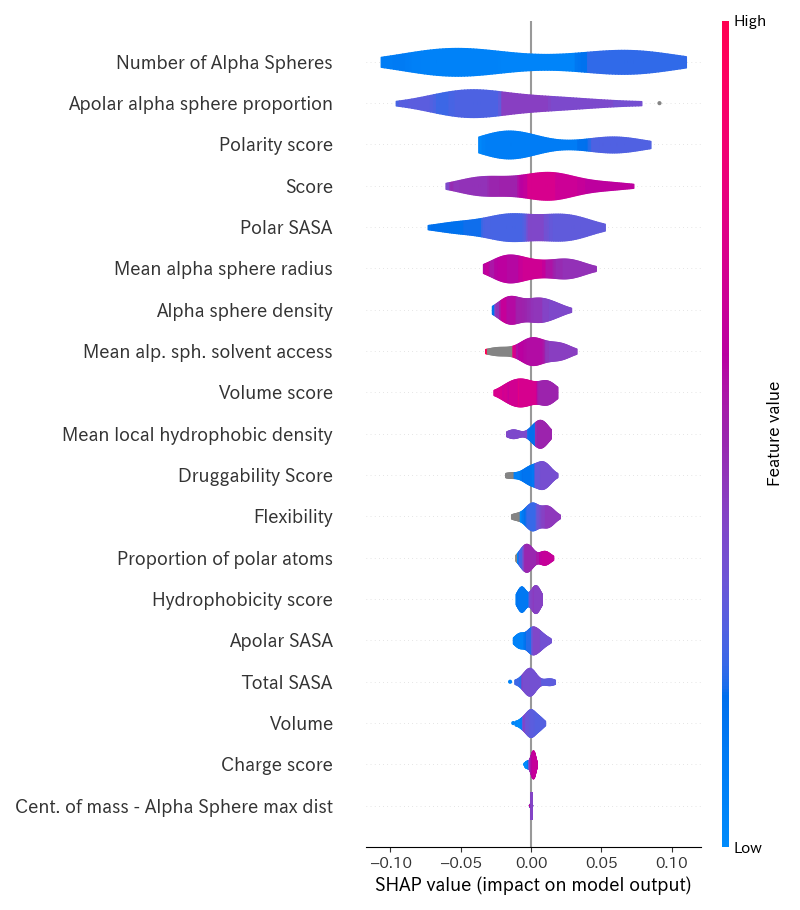 High
Number of Alpha Spheres
Apolar alpha sphere proportion
Polarity score
Score
Polar SASA
Mean alpha sphere radius
Alpha sphere density
Mean alp. sph. solvent access
Volume score
Mean local hydrophobic density
Druggability Score
Flexibility
Proportion of polar atoms
Hydrophobicity score
Apolar SASA
Total SASA
Volume
Charge score
Cent. of mass - Alpha Sphere max dist
Feature value
Low
−0.10 −0.05 0.00 0.05 0.10
SHAP value (impact on model output)